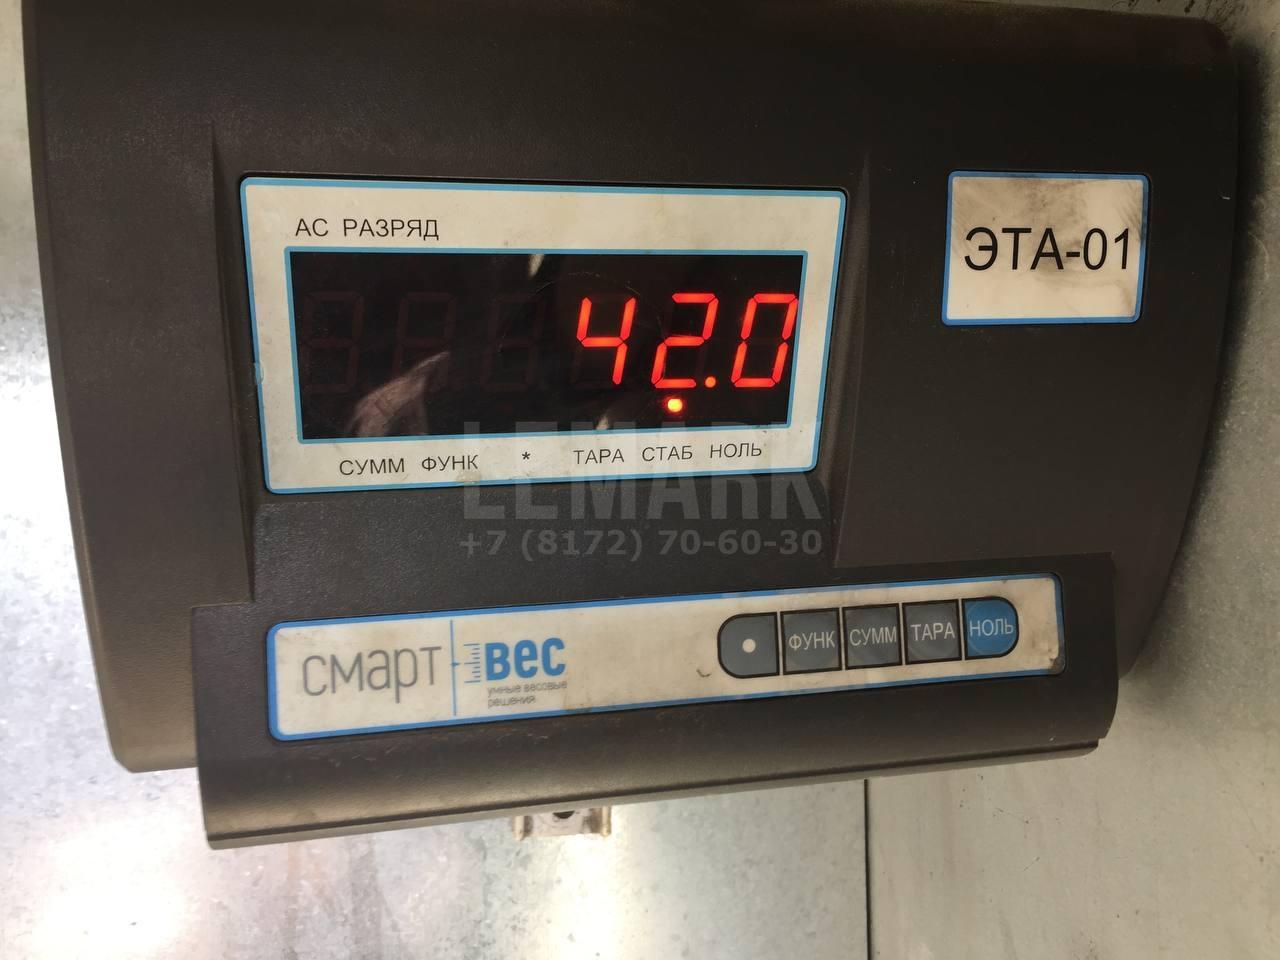 АС РАЗРЯД
ЭТА-01
42.0
СУММ ФУНК * ТАРА СТАБ НОЛЬ
LEMARK
+7 (8172) 70-60-30
смарт вес
умные весовые
решения
ФУНК СУММ ТАРА НОЛЬ